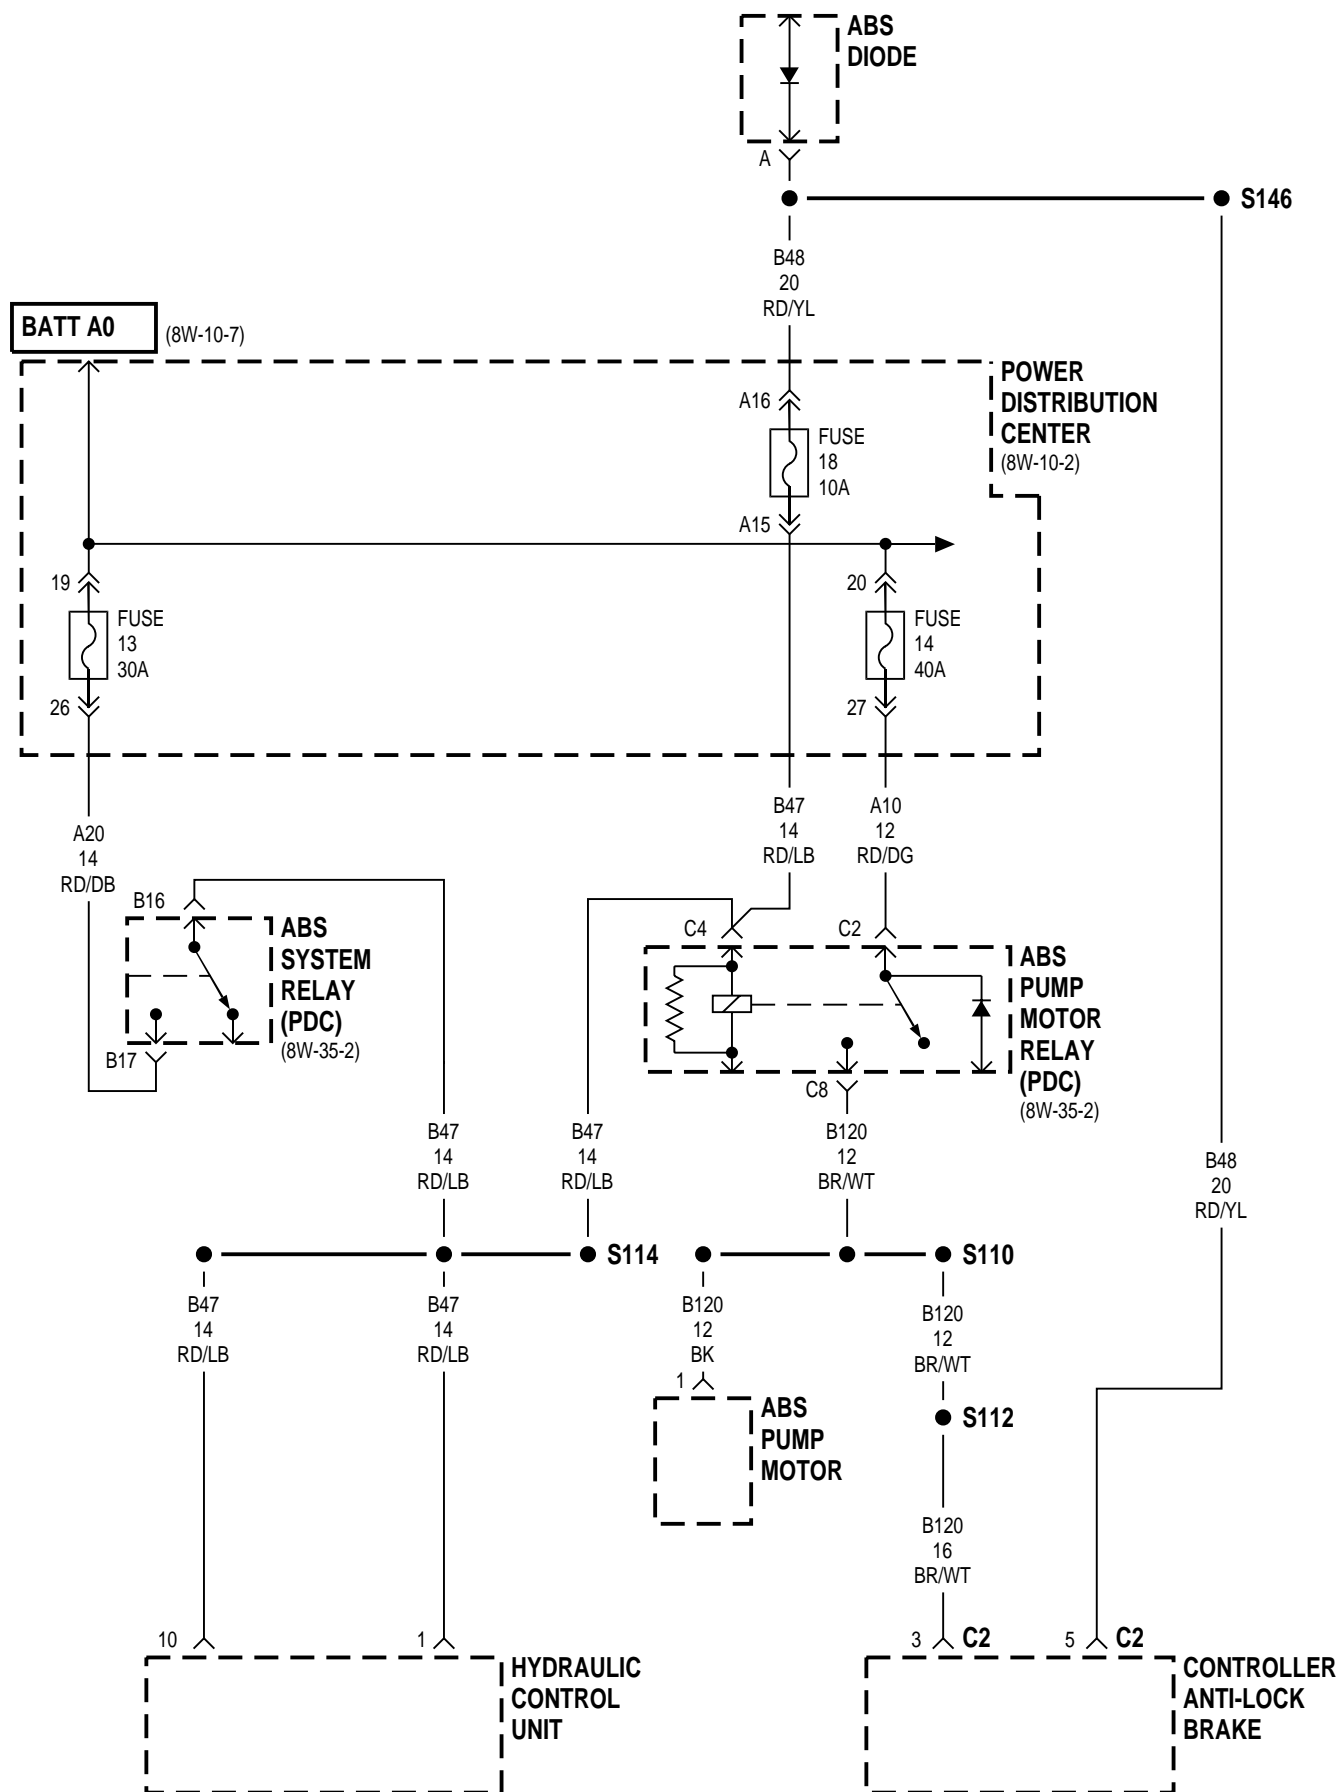 ABS
DIODE
A
S146
B48
20
RD/YL
BATT A0
(8W-10-7)
POWER
DISTRIBUTION
CENTER
(8W-10-2)
A16
FUSE
18
10A
A15
19
FUSE
13
30A
26
20
FUSE
14
40A
27
A20
14
RD/DB
B47
14
RD/LB
A10
12
RD/DG
B16
ABS
SYSTEM
RELAY
(PDC)
(8W-35-2)
B17
C4
C2
ABS
PUMP
MOTOR
RELAY
(PDC)
(8W-35-2)
C8
B47
14
RD/LB
B47
14
RD/LB
B120
12
BR/WT
B48
20
RD/YL
S114
S110
B47
14
RD/LB
B47
14
RD/LB
B120
12
BK
B120
12
BR/WT
1
ABS
PUMP
MOTOR
S112
B120
16
BR/WT
10
1
3
C2
5
C2
HYDRAULIC
CONTROL
UNIT
CONTROLLER
ANTI-LOCK
BRAKE